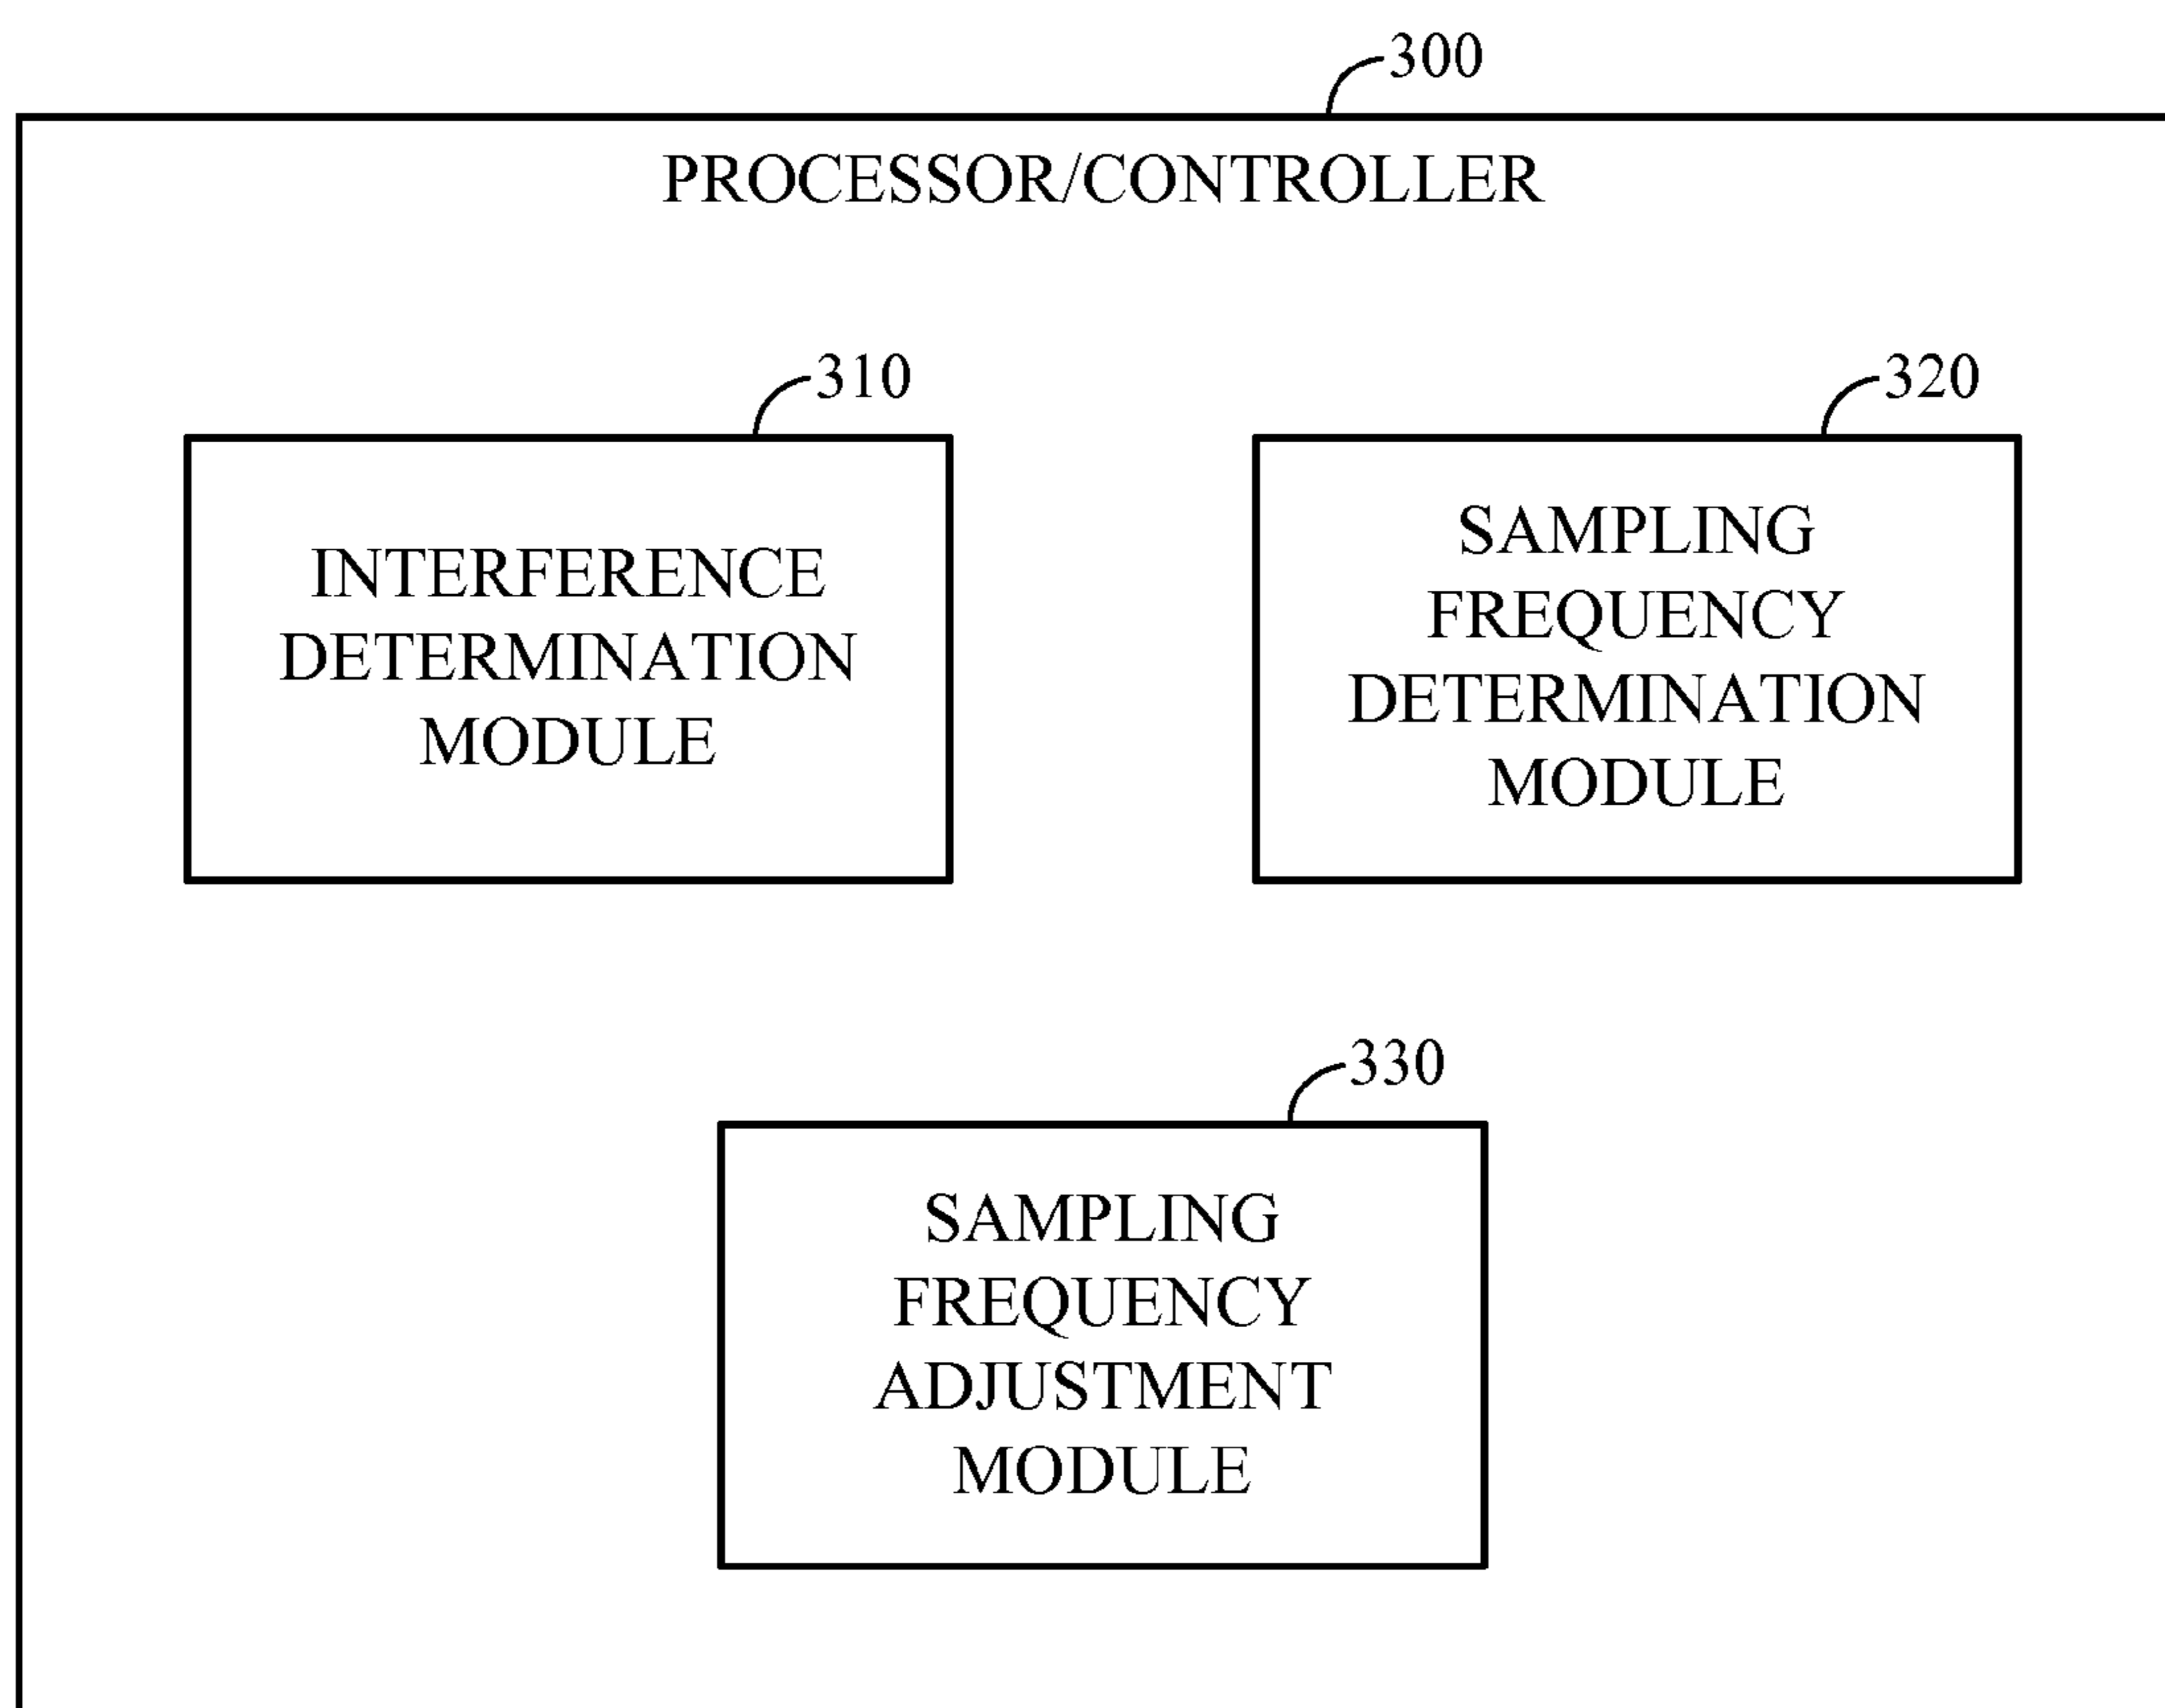 300
PROCESSOR/CONTROLLER
310
INTERFERENCE
DETERMINATION
MODULE
320
SAMPLING
FREQUENCY
DETERMINATION
MODULE
330
SAMPLING
FREQUENCY
ADJUSTMENT
MODULE